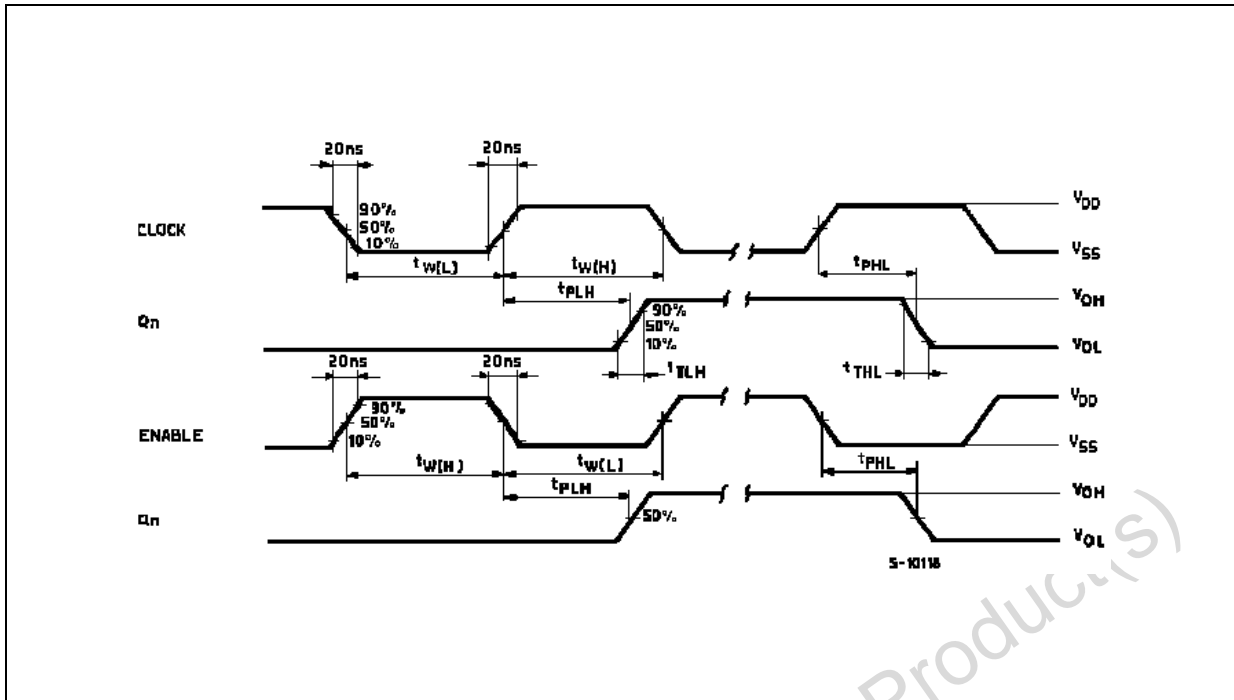 20ns 20ns
CLOCK 90% 50% 10% VDD VSS
tW(L) tW(H) tPHL
tPLH
Qn 90% 50% 10% VOH VOL
20ns 20ns tTLH tTHL
ENABLE 90% 50% 10% VDD VSS
tW(H) tW(L) tPHL
tPLH
Qn 50% VOH VOL
S-10118
Product(s)